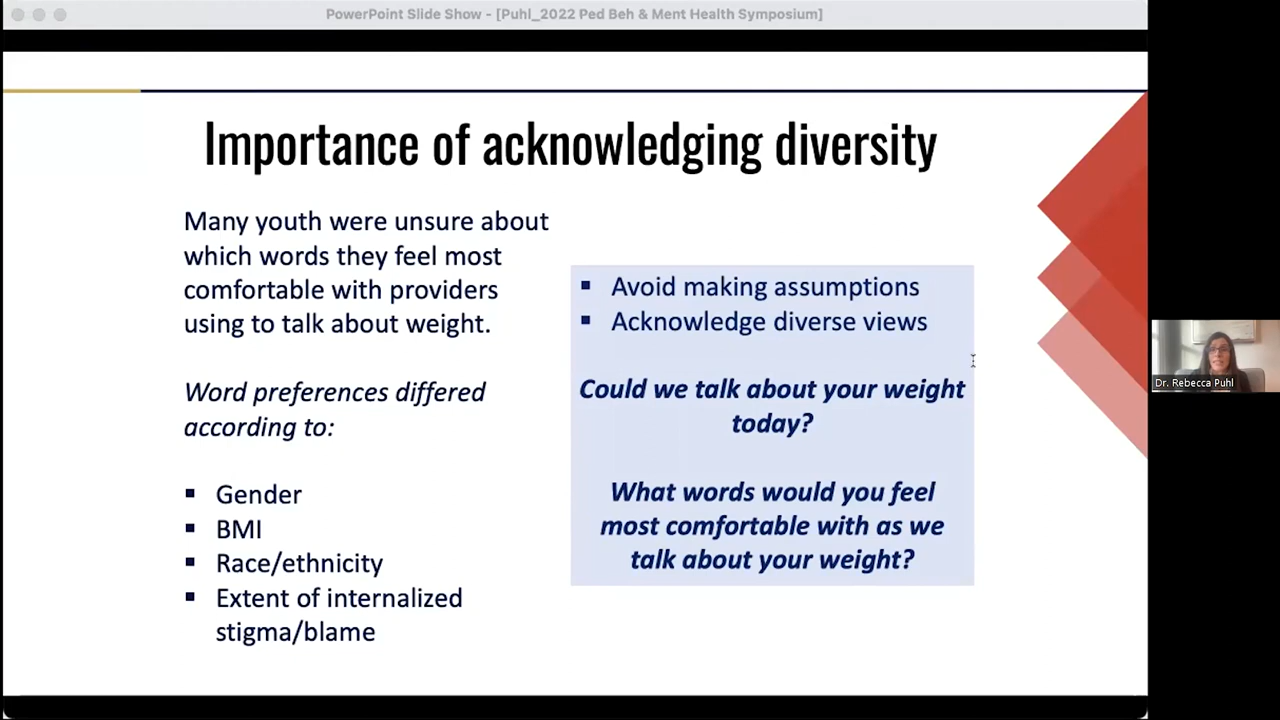 PowerPoint Slide Show - [Puhl_2022 Ped Beh & Ment Health Symposium]
Importance of acknowledging diversity
Many youth were unsure about
which words they feel most
comfortable with providers
using to talk about weight.
Word preferences differed
according to:
▪ Gender
▪ BMI
▪ Race/ethnicity
▪ Extent of internalized
stigma/blame
▪ Avoid making assumptions
▪ Acknowledge diverse views
Could we talk about your weight
today?
What words would you feel
most comfortable with as we
talk about your weight?
Dr. Rebecca Puhl